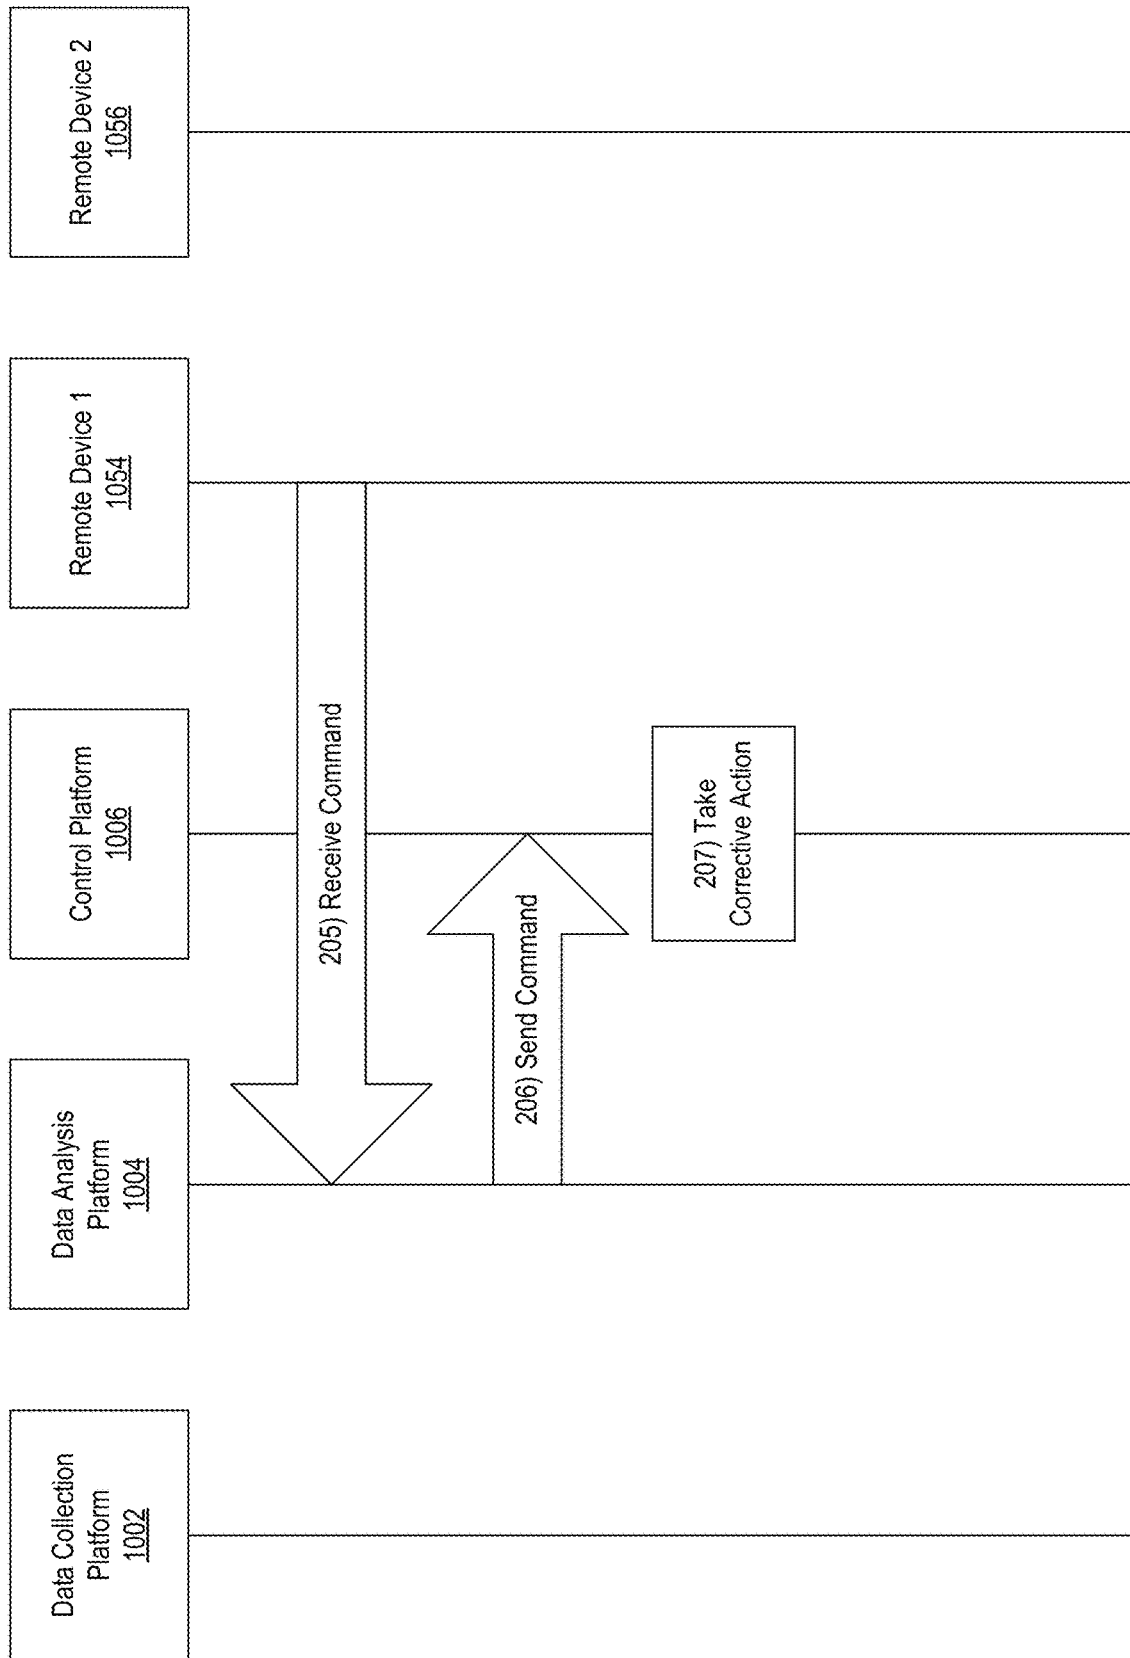 Data Collection
Platform
1002
Data Analysis
Platform
1004
Control Platform
1006
Remote Device 1
1054
Remote Device 2
1056
205) Receive Command
206) Send Command
207) Take
Corrective Action